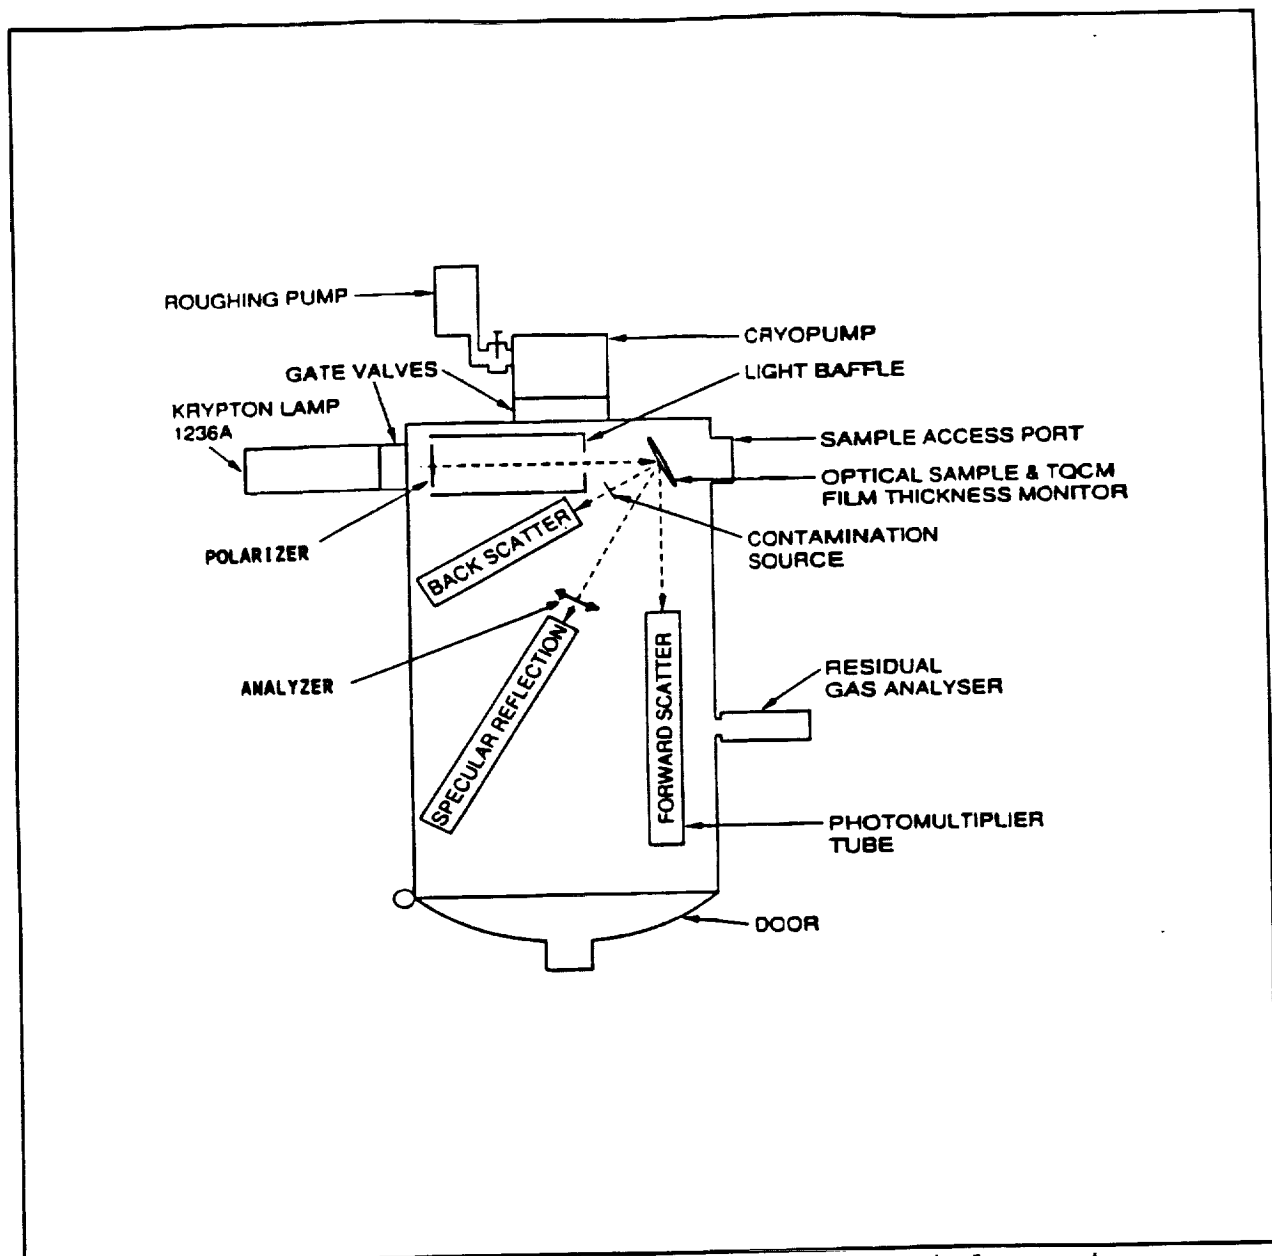 ROUGHING PUMP
CRYOPUMP
GATE VALVES
LIGHT BAFFLE
KRYPTON LAMP
1236A
SAMPLE ACCESS PORT
OPTICAL SAMPLE & TQCM
FILM THICKNESS MONITOR
BACK SCATTER
CONTAMINATION
SOURCE
POLARIZER
ANALYZER
SPECULAR REFLECTION
FORWARD SCATTER
RESIDUAL
GAS ANALYSER
PHOTOMULTIPLIER
TUBE
DOOR